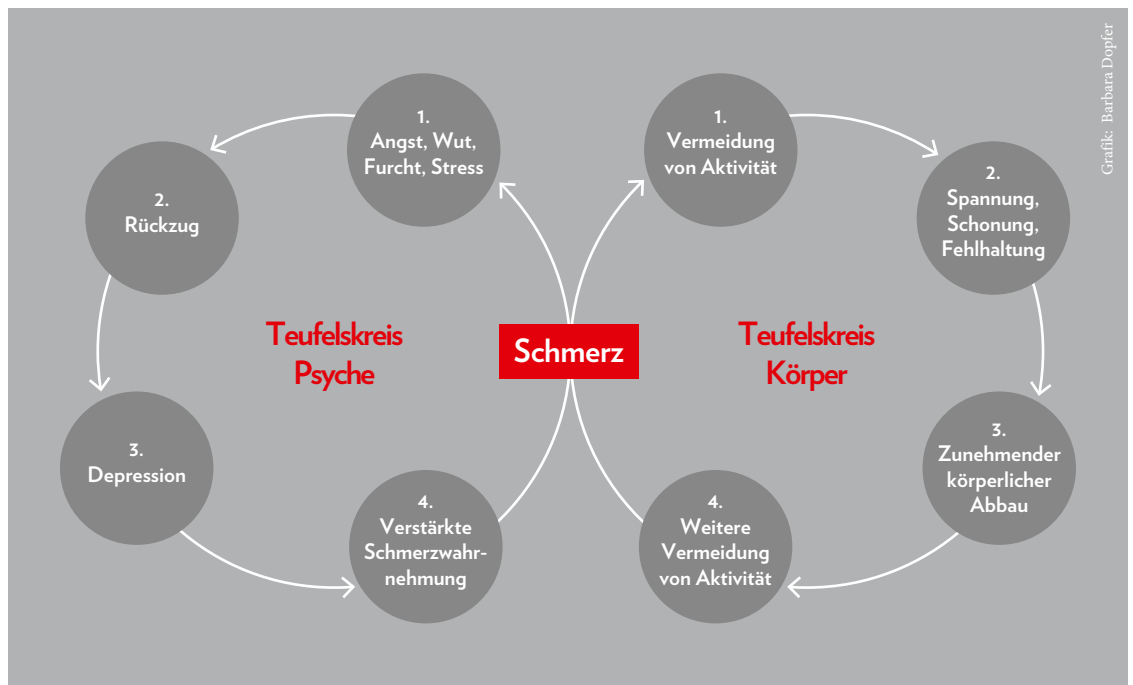 Grafik: Barbara Dopfer
1.
Angst, Wut,
Furcht, Stress
2.
Rückzug
3.
Depression
4.
Verstärkte
Schmerzwahr-
nehmung
Teufelskreis
Psyche
Schmerz
Teufelskreis
Körper
1.
Vermeidung
von Aktivität
2.
Spannung,
Schonung,
Fehlhaltung
3.
Zunehmender
körperlicher
Abbau
4.
Weitere
Vermeidung
von Aktivität